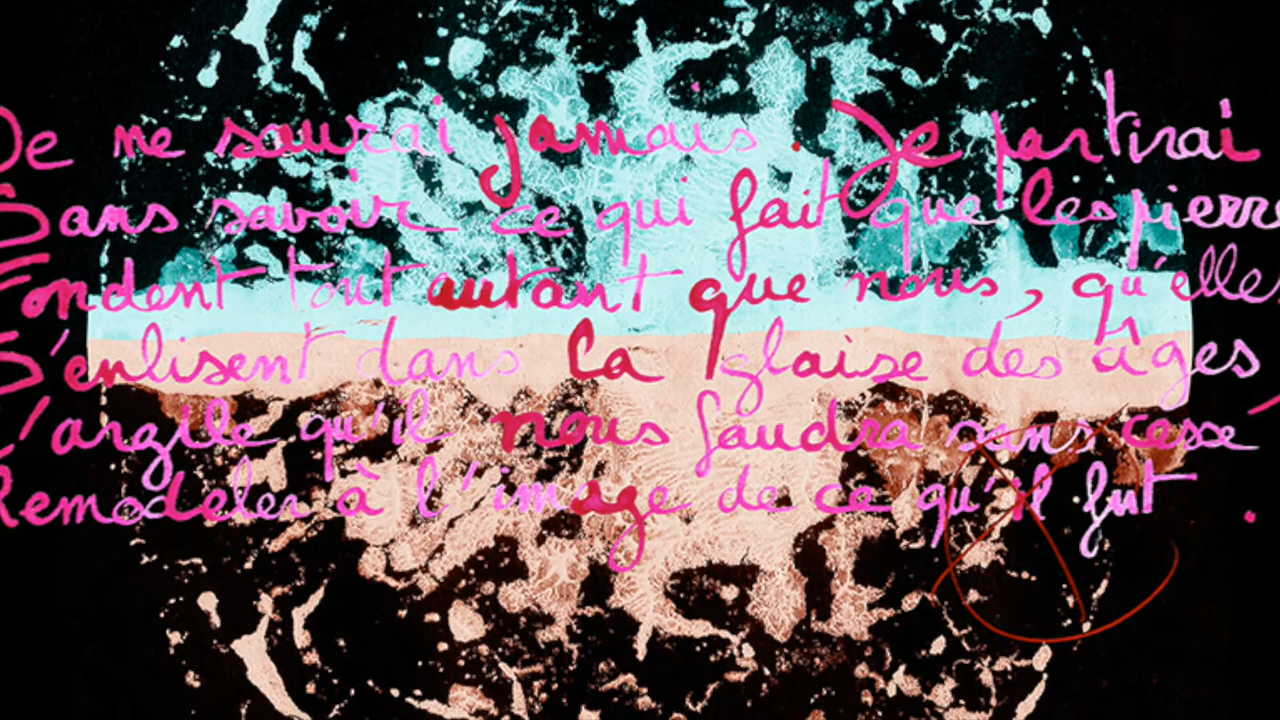 Je ne saurai jamais. Je partirai
Sans savoir ce qui fait que les pierre
Fondent tout autant que nous, qu'elles
S'enlisent dans la glaise des âges
L'argile qu'il nous faudra sans cesse
Remodeler à l'image de ce qu'il fut.